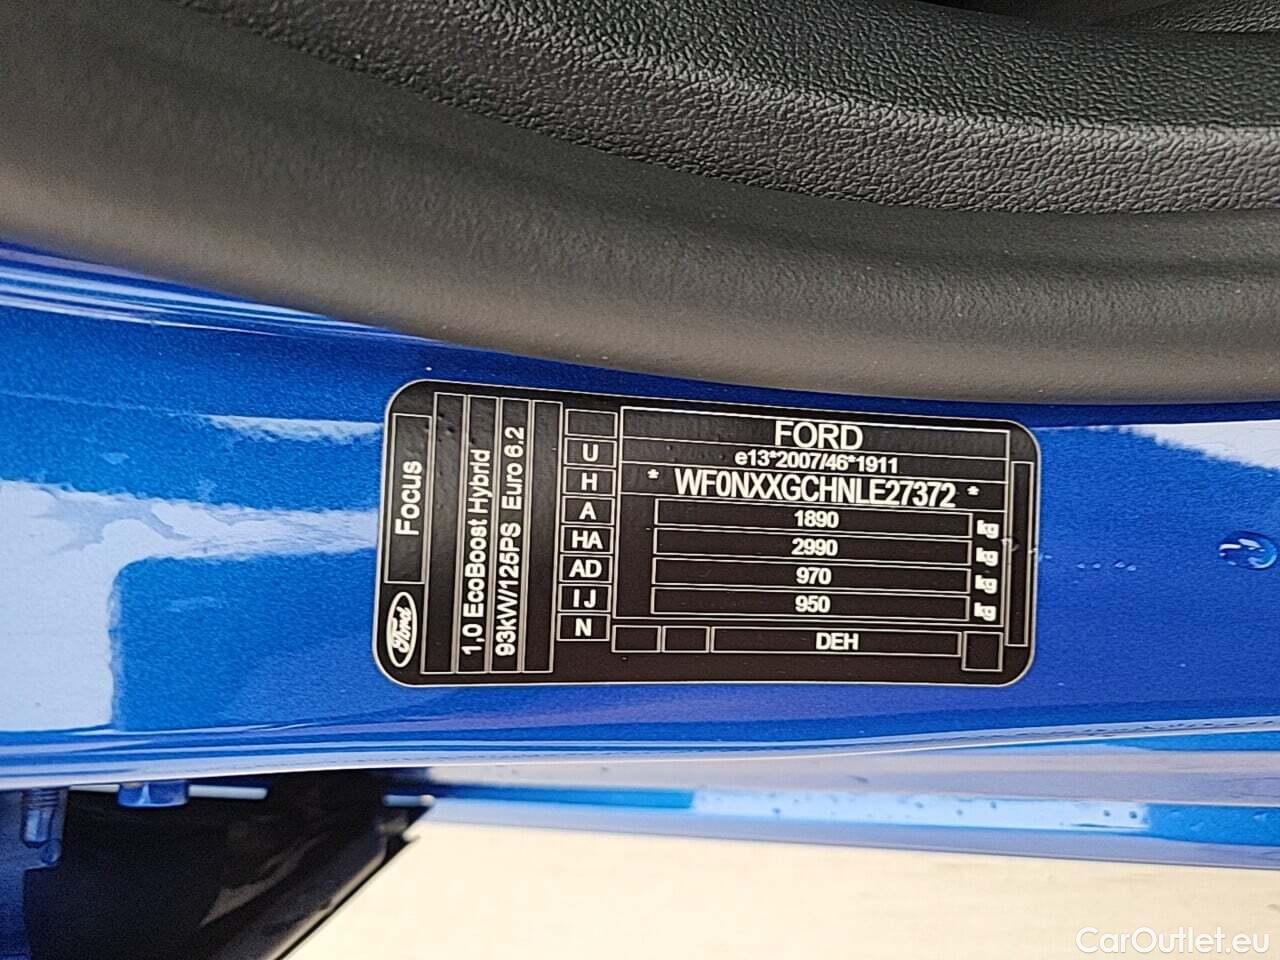 FORD
e13*2007/46*1911
* WF0NXXGCHNLE27372 *
1890 kg
2990 kg
970 kg
950 kg
DEH
U
H
A
HA
AD
IJ
N
Ford
Focus
1,0 EcoBoost Hybrid
93kW/125PS Euro 6.2
CarOutlet.eu